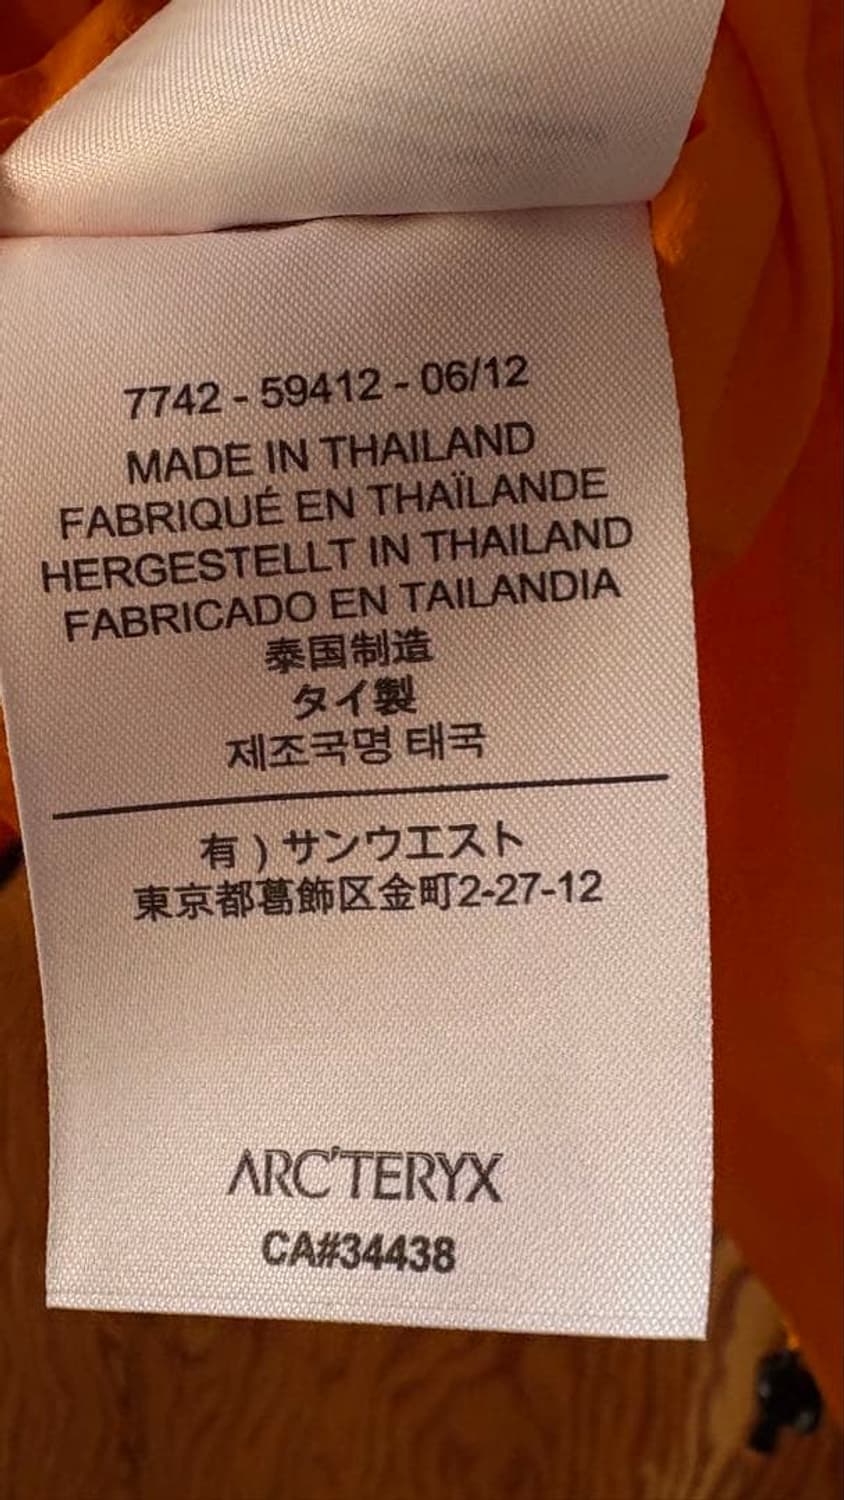 7742 - 59412 - 06/12
MADE IN THAILAND
FABRIQUÉ EN THAÏLANDE
HERGESTELLT IN THAILAND
FABRICADO EN TAILANDIA
泰国制造
タイ製
제조국명 태국
有）サンウエスト
東京都葛飾区金町2-27-12
ARC'TERYX
CA#34438